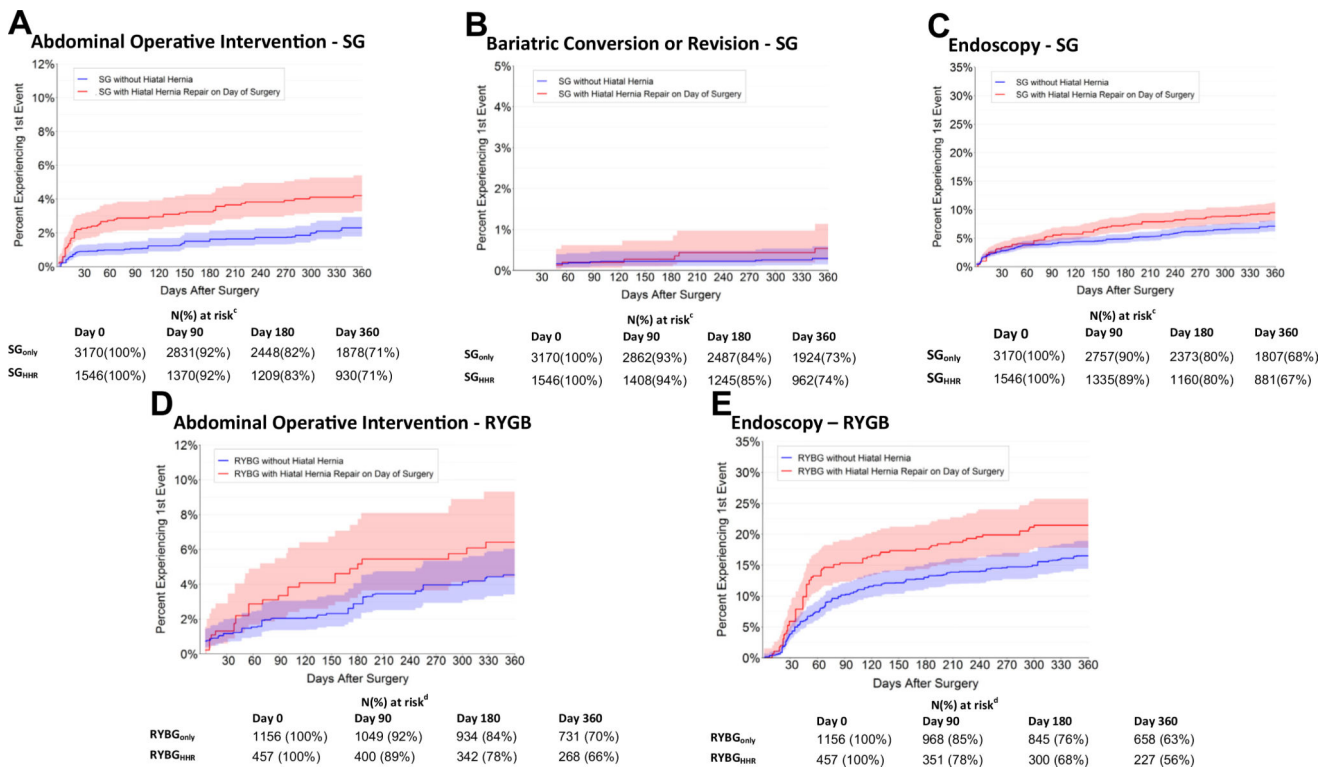 A
Abdominal Operative Intervention - SG
Percent Experiencing 1st Event
12%
10%
8%
6%
4%
2%
0%
SG without Hiatal Hernia
SG with Hiatal Hernia Repair on Day of Surgery
30 60 90 120 150 180 210 240 270 300 330 360
Days After Surgery
N(%) at risk^c
Day 0 Day 90 Day 180 Day 360
SG_only 3170(100%) 2831(92%) 2448(82%) 1878(71%)
SG_HHR 1546(100%) 1370(92%) 1209(83%) 930(71%)
B
Bariatric Conversion or Revision - SG
Percent Experiencing 1st Event
5%
4%
3%
2%
1%
0%
SG without Hiatal Hernia
SG with Hiatal Hernia Repair on Day of Surgery
30 60 90 120 150 180 210 240 270 300 330 360
Days After Surgery
N(%) at risk^c
Day 0 Day 90 Day 180 Day 360
SG_only 3170(100%) 2862(93%) 2487(84%) 1924(73%)
SG_HHR 1546(100%) 1408(94%) 1245(85%) 962(74%)
C
Endoscopy - SG
Percent Experiencing 1st Event
35%
30%
25%
20%
15%
10%
5%
0%
SG without Hiatal Hernia
SG with Hiatal Hernia Repair on Day of Surgery
30 60 90 120 150 180 210 240 270 300 330 360
Days After Surgery
N(%) at risk^c
Day 0 Day 90 Day 180 Day 360
SG_only 3170(100%) 2757(90%) 2373(80%) 1807(68%)
SG_HHR 1546(100%) 1335(89%) 1160(80%) 881(67%)
D
Abdominal Operative Intervention - RYGB
Percent Experiencing 1st Event
12%
10%
8%
6%
4%
2%
0%
RYBG without Hiatal Hernia
RYBG with Hiatal Hernia Repair on Day of Surgery
30 60 90 120 150 180 210 240 270 300 330 360
Days After Surgery
N(%) at risk^d
Day 0 Day 90 Day 180 Day 360
RYBG_only 1156 (100%) 1049 (92%) 934 (84%) 731 (70%)
RYBG_HHR 457 (100%) 400 (89%) 342 (78%) 268 (66%)
E
Endoscopy – RYGB
Percent Experiencing 1st Event
35%
30%
25%
20%
15%
10%
5%
0%
RYBG without Hiatal Hernia
RYBG with Hiatal Hernia Repair on Day of Surgery
30 60 90 120 150 180 210 240 270 300 330 360
Days After Surgery
N(%) at risk^d
Day 0 Day 90 Day 180 Day 360
RYBG_only 1156 (100%) 968 (85%) 845 (76%) 658 (63%)
RYBG_HHR 457 (100%) 351 (78%) 300 (68%) 227 (56%)